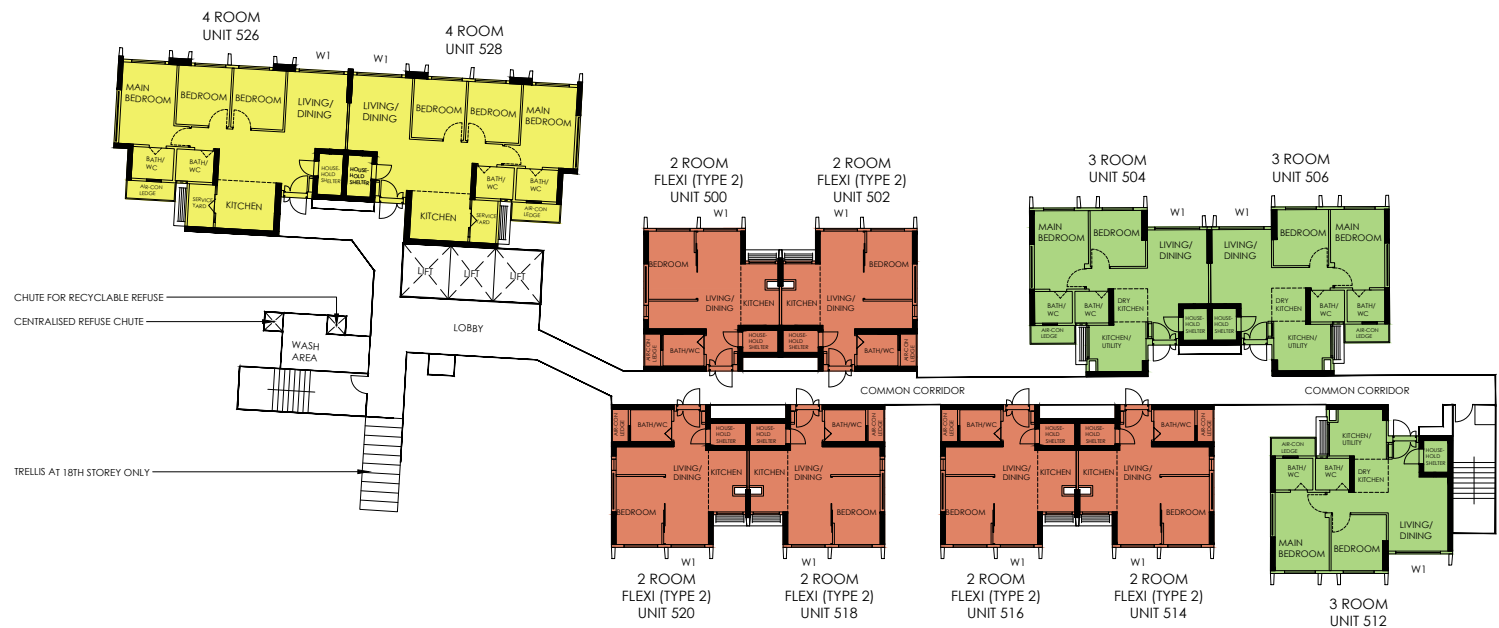 4 ROOM
UNIT 526
4 ROOM
UNIT 528
W1
W1
MAIN
BEDROOM
BEDROOM
BEDROOM
LIVING/
DINING
LIVING/
DINING
BEDROOM
BEDROOM
MAIN
BEDROOM
BATH/
WC
BATH/
WC
HOUSE-
HOLD
SHELTER
HOUSE-
HOLD
SHELTER
BATH/
WC
BATH/
WC
AIR-CON
LEDGE
SERVICE
YARD
KITCHEN
KITCHEN
SERVICE
YARD
AIR-CON
LEDGE
LIFT
LIFT
LIFT
LOBBY
CHUTE FOR RECYCLABLE REFUSE
CENTRALISED REFUSE CHUTE
WASH
AREA
TRELLIS AT 18TH STOREY ONLY
2 ROOM
FLEXI (TYPE 2)
UNIT 500
2 ROOM
FLEXI (TYPE 2)
UNIT 502
W1
W1
BEDROOM
LIVING/
DINING
KITCHEN
KITCHEN
LIVING/
DINING
BEDROOM
AIR-CON
LEDGE
BATH/WC
HOUSE-
HOLD
SHELTER
HOUSE-
HOLD
SHELTER
BATH/WC
AIR-CON
LEDGE
3 ROOM
UNIT 504
3 ROOM
UNIT 506
W1
W1
MAIN
BEDROOM
BEDROOM
LIVING/
DINING
LIVING/
DINING
BEDROOM
MAIN
BEDROOM
BATH/
WC
BATH/
WC
DRY
KITCHEN
HOUSE-
HOLD
SHELTER
HOUSE-
HOLD
SHELTER
DRY
KITCHEN
BATH/
WC
BATH/
WC
AIR-CON
LEDGE
KITCHEN/
UTILITY
KITCHEN/
UTILITY
AIR-CON
LEDGE
COMMON CORRIDOR
COMMON CORRIDOR
AIR-CON
LEDGE
BATH/WC
HOUSE-
HOLD
SHELTER
HOUSE-
HOLD
SHELTER
BATH/WC
AIR-CON
LEDGE
LIVING/
DINING
KITCHEN
KITCHEN
LIVING/
DINING
BEDROOM
BEDROOM
W1
2 ROOM
FLEXI (TYPE 2)
UNIT 520
2 ROOM
FLEXI (TYPE 2)
UNIT 518
AIR-CON
LEDGE
BATH/WC
HOUSE-
HOLD
SHELTER
HOUSE-
HOLD
SHELTER
BATH/WC
AIR-CON
LEDGE
LIVING/
DINING
KITCHEN
KITCHEN
LIVING/
DINING
BEDROOM
BEDROOM
W1
2 ROOM
FLEXI (TYPE 2)
UNIT 516
2 ROOM
FLEXI (TYPE 2)
UNIT 514
KITCHEN/
UTILITY
AIR-CON
LEDGE
HOUSE-
HOLD
SHELTER
BATH/
WC
BATH/
WC
DRY
KITCHEN
LIVING/
DINING
MAIN
BEDROOM
BEDROOM
W1
3 ROOM
UNIT 512